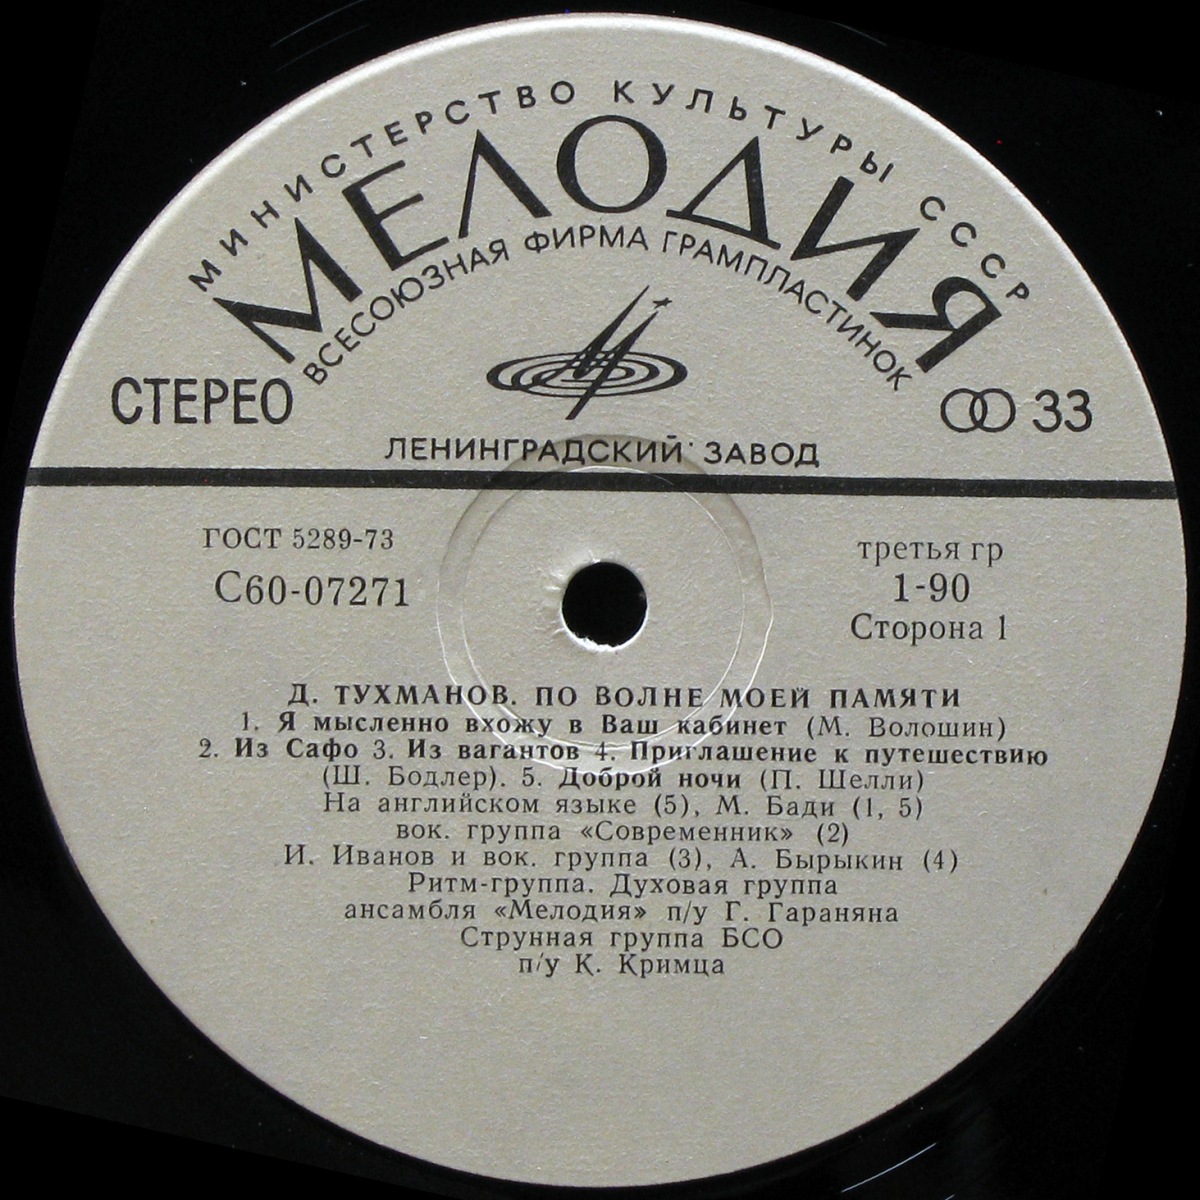 МИНИСТЕРСТВО КУЛЬТУРЫ СССР
МЕЛОДИЯ
ВСЕСОЮЗНАЯ ФИРМА ГРАМПЛАСТИНОК
СТЕРЕО
33
ЛЕНИНГРАДСКИЙ ЗАВОД
ГОСТ 5289-73
С60-07271
третья гр
1-90
Сторона 1
Д. ТУХМАНОВ. ПО ВОЛНЕ МОЕЙ ПАМЯТИ
1. Я мысленно вхожу в Ваш кабинет (М. Волошин)
2. Из Сафо 3. Из вагантов 4. Приглашение к путешествию
(Ш. Бодлер). 5. Доброй ночи (П. Шелли)
На английском языке (5), М. Бади (1, 5)
вок. группа «Современник» (2)
И. Иванов и вок. группа (3), А. Бырыкин (4)
Ритм-группа. Духовая группа
ансамбля «Мелодия» п/у Г. Гараняна
Струнная группа БСО
п/у К. Кримца